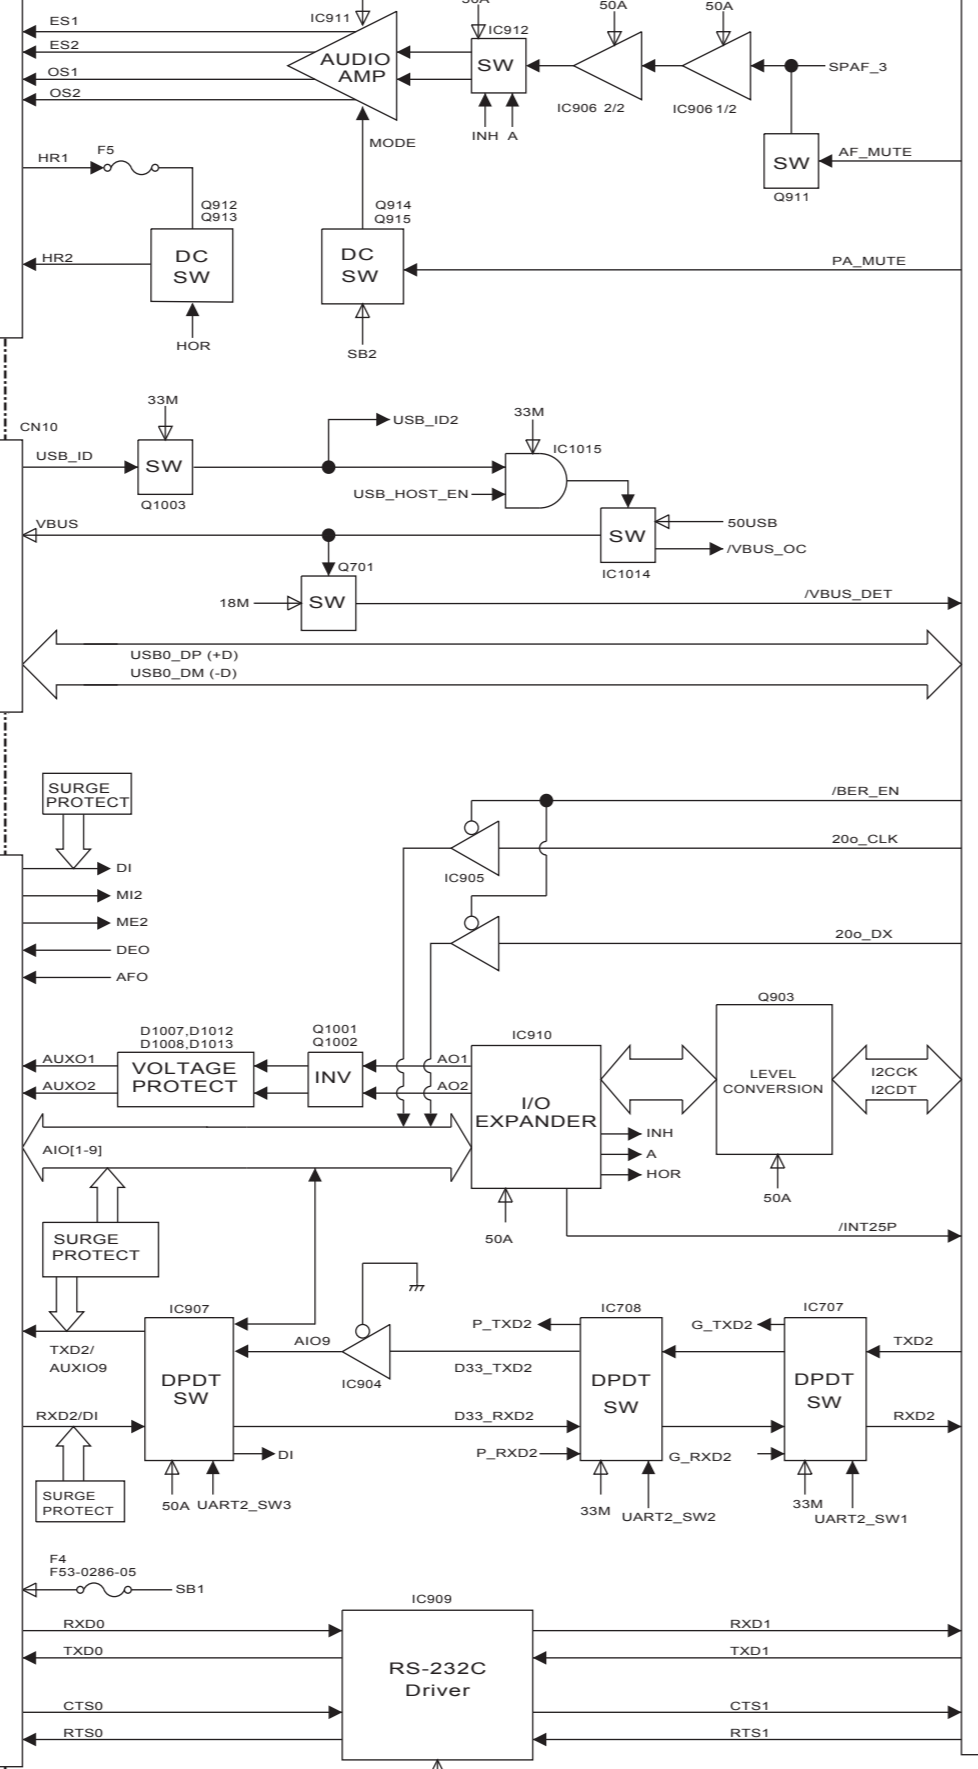 50A
ES1
IC911
IC912
50A
50A
ES2
AUDIO
AMP
SW
OS1
SPAF_3
OS2
IC906 2/2
IC906 1/2
INH A
MODE
F5
HR1
SW
AF_MUTE
Q911
Q912
Q913
Q914
Q915
DC
SW
DC
SW
HR2
PA_MUTE
HOR
SB2
33M
33M
USB_ID2
CN10
USB_ID
SW
IC1015
USB_HOST_EN
Q1003
VBUS
SW
50USB
/VBUS_OC
IC1014
Q701
18M
SW
/VBUS_DET
USB0_DP (+D)
USB0_DM (-D)
SURGE
PROTECT
/BER_EN
20o_CLK
DI
IC905
MI2
ME2
20o_DX
DEO
AFO
Q903
D1007,D1012
D1008,D1013
Q1001
Q1002
IC910
AUXO1
VOLTAGE
PROTECT
INV
AO1
AUXO2
AO2
I/O
EXPANDER
LEVEL
CONVERSION
I2CCK
I2CDT
INH
AIO[1-9]
A
HOR
50A
50A
/INT25P
SURGE
PROTECT
IC907
IC708
IC707
P_TXD2
G_TXD2
TXD2/
AUXIO9
AIO9
TXD2
DPDT
SW
IC904
D33_TXD2
DPDT
SW
DPDT
SW
RXD2/DI
D33_RXD2
RXD2
DI
P_RXD2
G_RXD2
SURGE
PROTECT
50A
UART2_SW3
33M
UART2_SW2
33M
UART2_SW1
F4
F53-0286-05
SB1
IC909
RXD0
RXD1
TXD0
TXD1
RS-232C
Driver
CTS0
CTS1
RTS0
RTS1